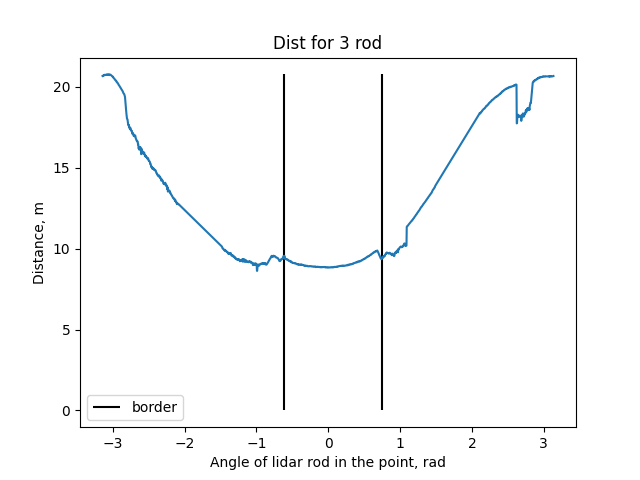 Dist for 3 rod
Distance, m
20
15
10
5
0
border
−3 −2 −1 0 1 2 3
Angle of lidar rod in the point, rad